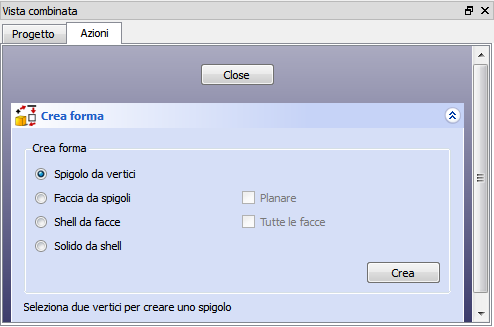 Vista combinata
Progetto
Azioni
Close
Crea forma
Crea forma
Spigolo da vertici
Faccia da spigoli
Planare
Shell da facce
Tutte le facce
Solido da shell
Crea
Seleziona due vertici per creare uno spigolo